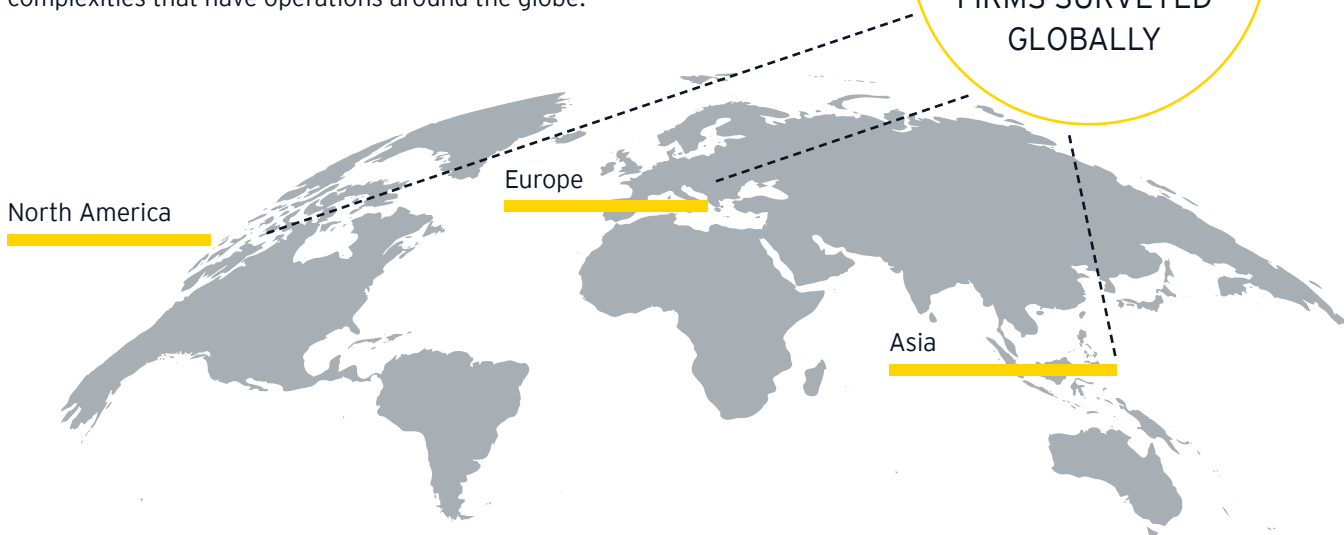 complexities that have operations around the globe.
FIRMS SURVEYED
GLOBALLY
Europe
North America
Asia